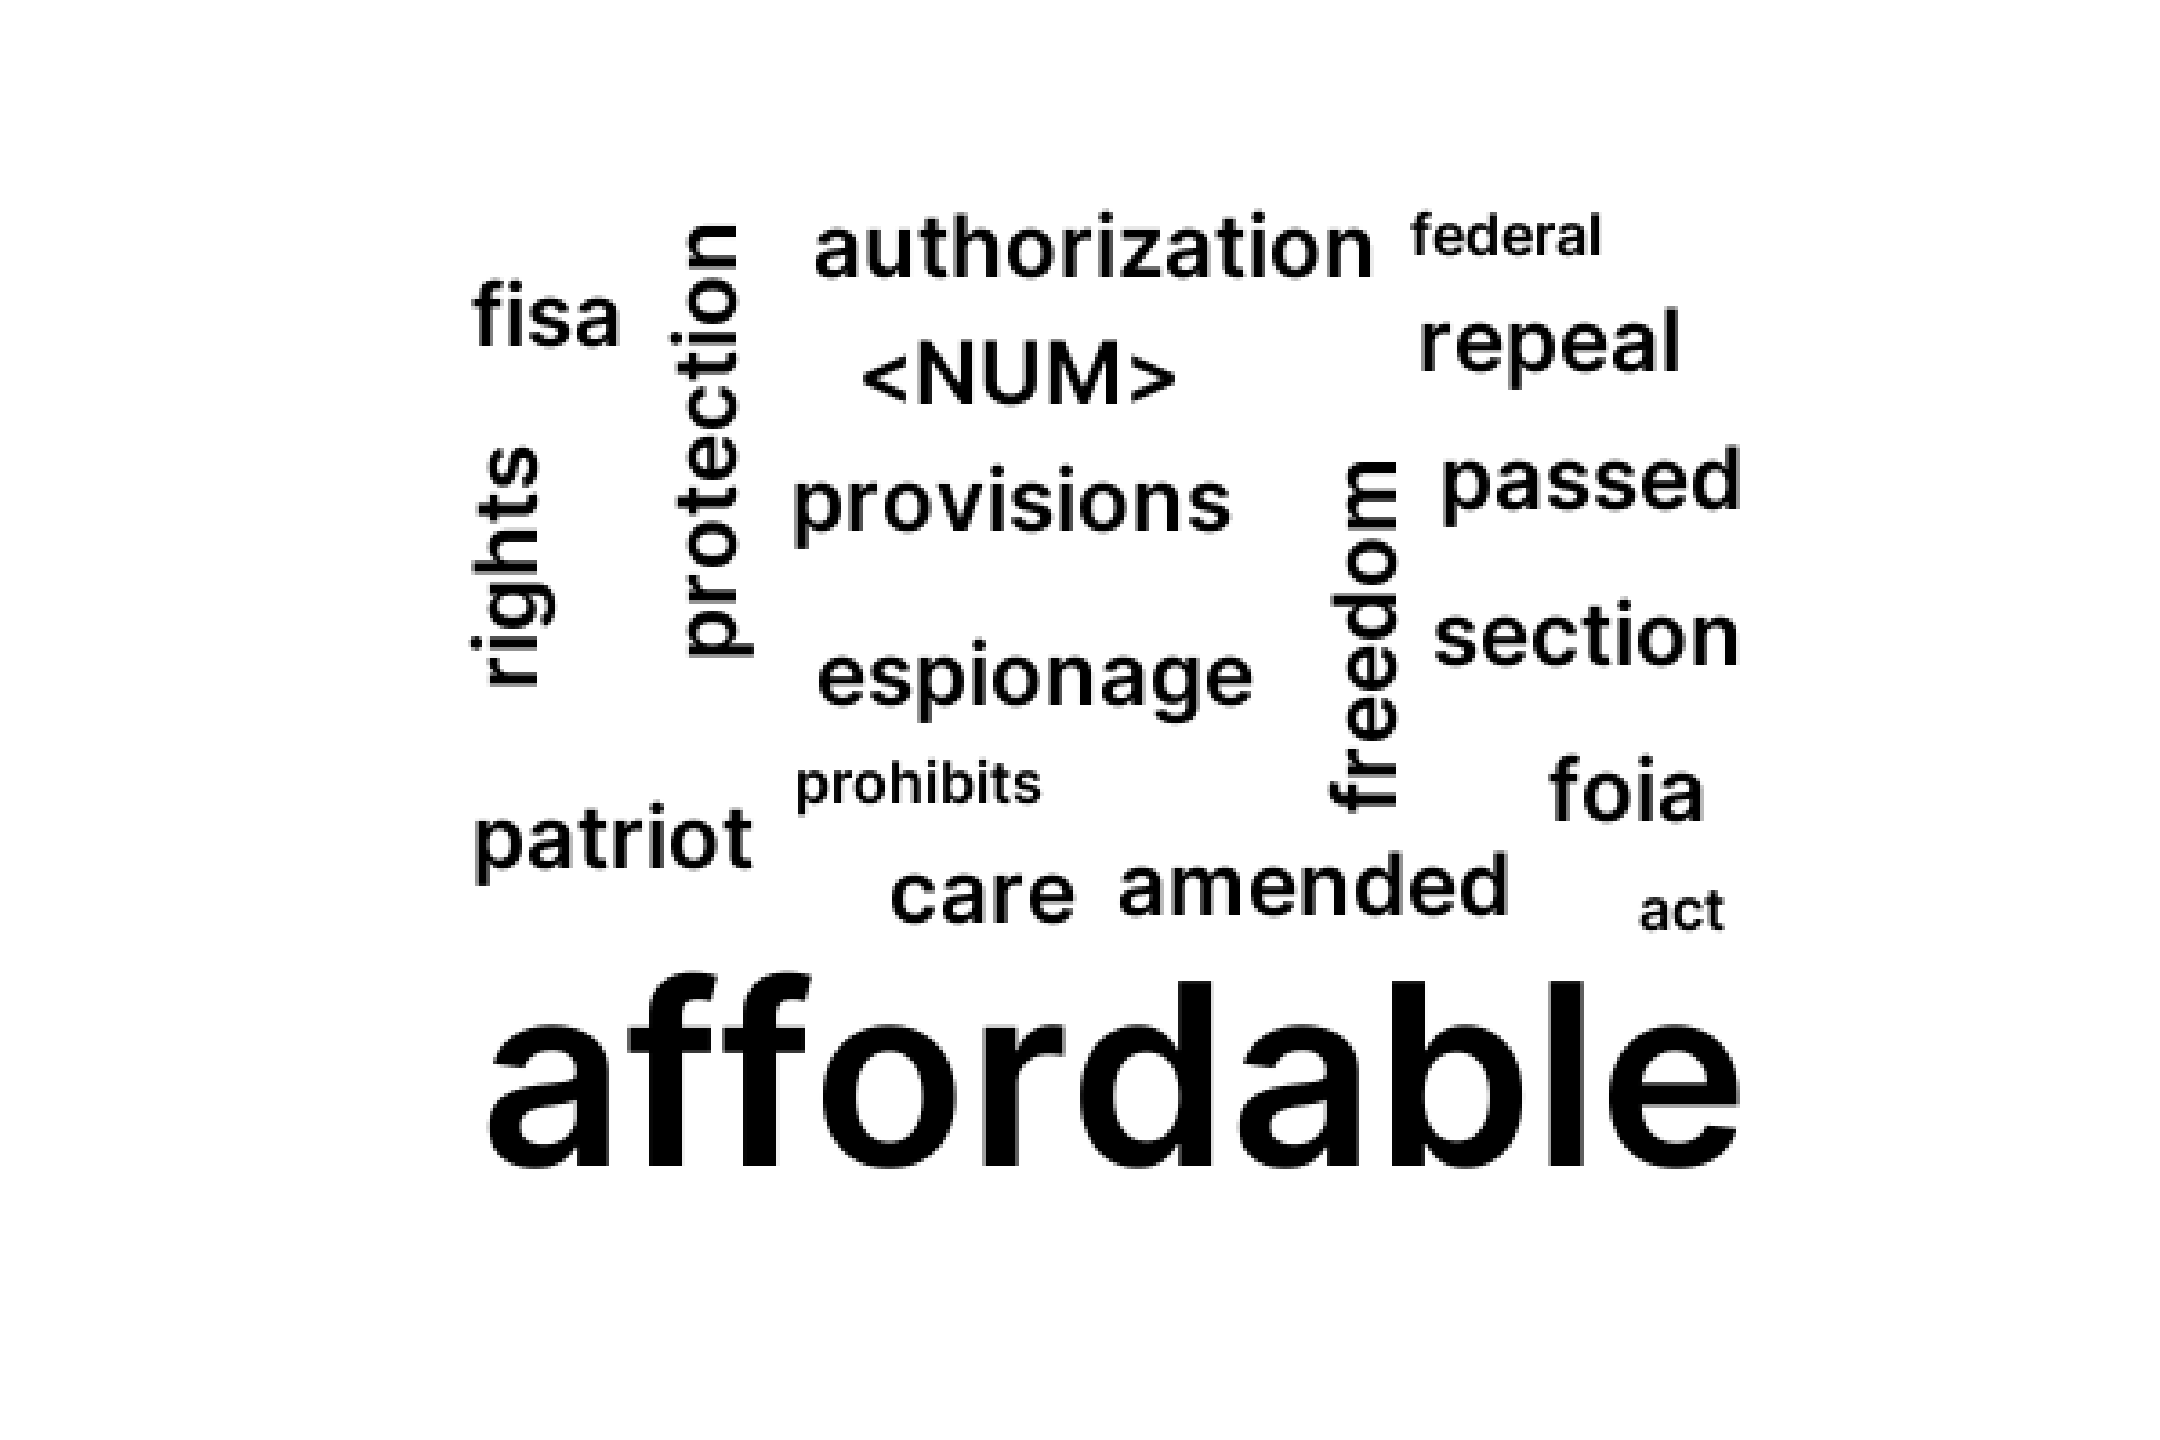 authorization federal
fisa
protection
<NUM>
repeal
rights
provisions
freedom
passed
section
espionage
prohibits
foia
patriot
care amended act
affordable